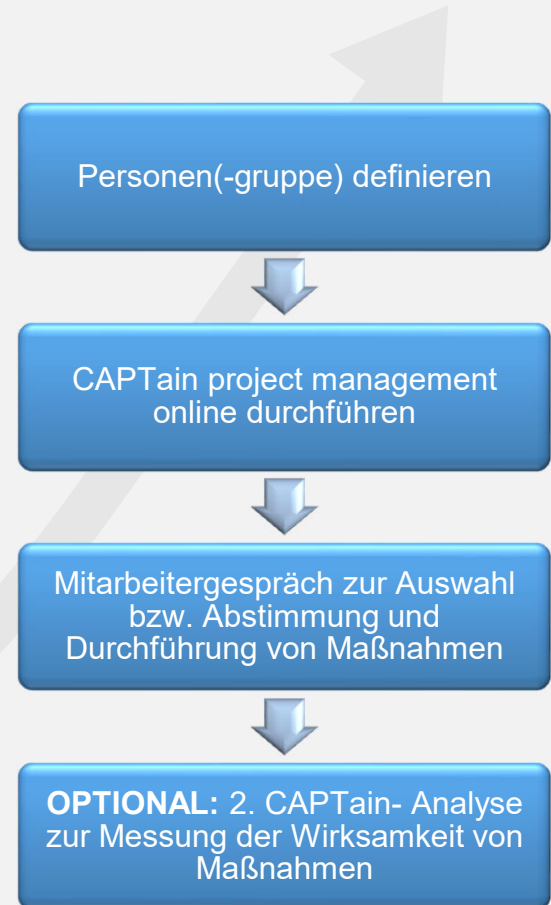 Personen(-gruppe) definieren
CAPTain project management
online durchführen
Mitarbeitergespräch zur Auswahl
bzw. Abstimmung und
Durchführung von Maßnahmen
OPTIONAL: 2. CAPTain- Analyse
zur Messung der Wirksamkeit von
Maßnahmen